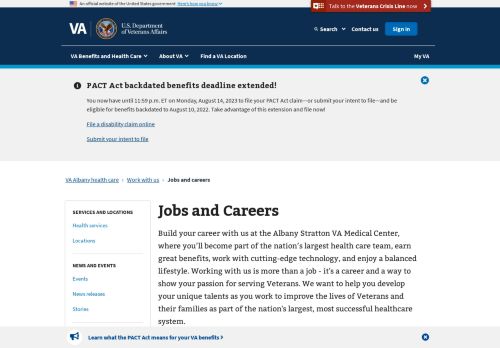 An official website of the United States government Here's how you know
Talk to the Veterans Crisis Line now
VA
U.S. Department
of Veterans Affairs
Search
Contact us
Sign in
VA Benefits and Health Care
About VA
Find a VA Location
My VA
PACT Act backdated benefits deadline extended!
You now have until 11:59 p.m. ET on Monday, August 14, 2023 to file your PACT Act claim—or submit your intent to file—and be
eligible for benefits backdated to August 10, 2022. Take advantage of this extension and file now!
File a disability claim online
Submit your intent to file
VA Albany health care › Work with us › Jobs and careers
SERVICES AND LOCATIONS
Health services
Locations
NEWS AND EVENTS
Events
News releases
Stories
Jobs and Careers
Build your career with us at the Albany Stratton VA Medical Center,
where you'll become part of the nation's largest health care team, earn
great benefits, work with cutting-edge technology, and enjoy a balanced
lifestyle. Working with us is more than a job - it's a career and a way to
show your passion for serving Veterans. We want to help you develop
your unique talents as you work to improve the lives of Veterans and
their families as part of the nation's largest, most successful healthcare
system.
Learn what the PACT Act means for your VA benefits